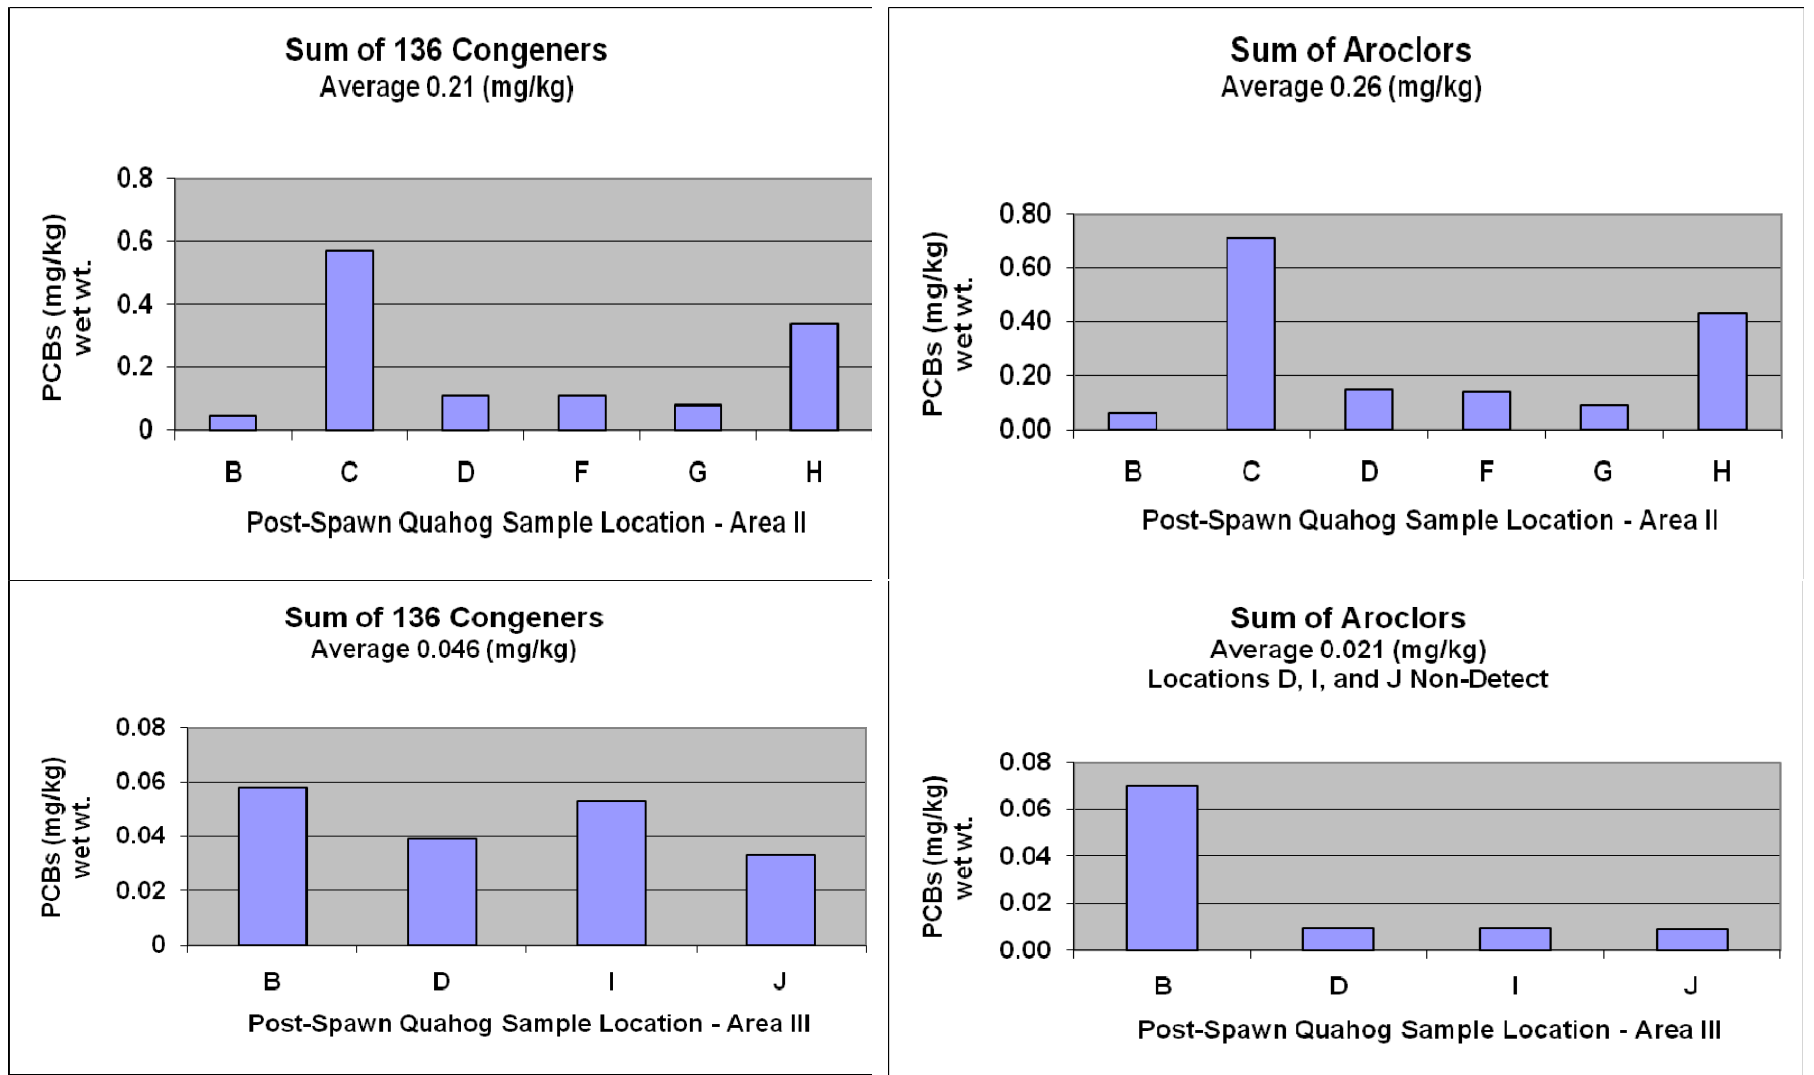 Sum of 136 Congeners
Average 0.21 (mg/kg)
PCBs (mg/kg)
wet wt.
0.8
0.6
0.4
0.2
0
B C D F G H
Post-Spawn Quahog Sample Location - Area II
Sum of Aroclors
Average 0.26 (mg/kg)
PCBs (mg/kg)
wet wt.
0.80
0.60
0.40
0.20
0.00
B C D F G H
Post-Spawn Quahog Sample Location - Area II
Sum of 136 Congeners
Average 0.046 (mg/kg)
PCBs (mg/kg)
wet wt.
0.08
0.06
0.04
0.02
0
B D I J
Post-Spawn Quahog Sample Location - Area III
Sum of Aroclors
Average 0.021 (mg/kg)
Locations D, I, and J Non-Detect
PCBs (mg/kg)
wet wt.
0.08
0.06
0.04
0.02
0.00
B D I J
Post-Spawn Quahog Sample Location - Area III